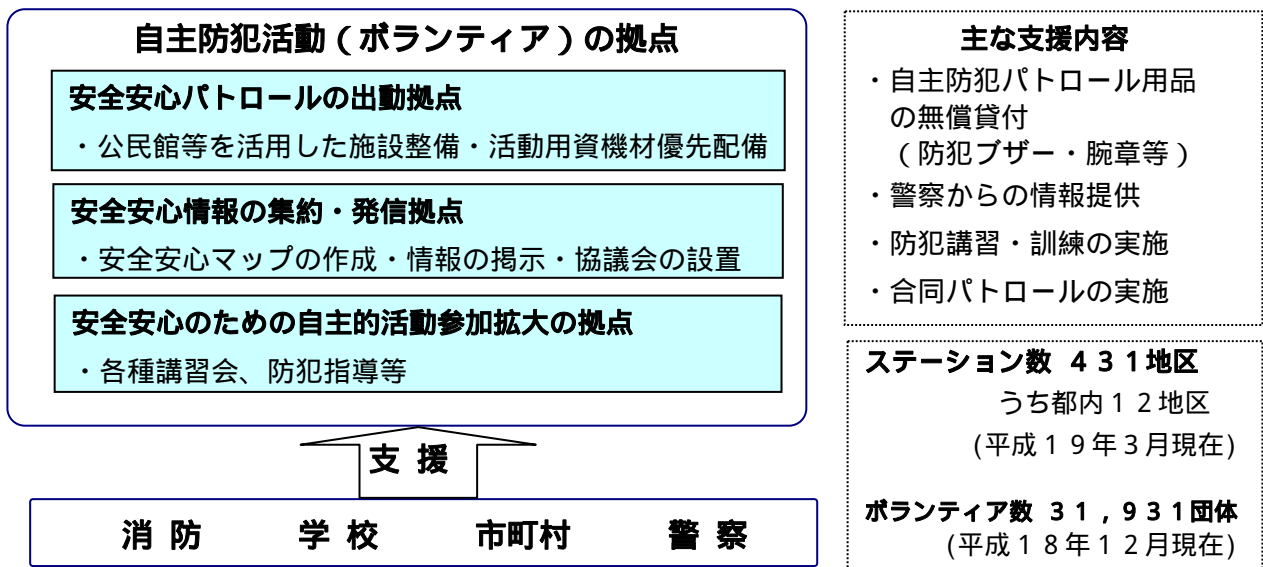 自主防犯活動（ボランティア）の拠点
安全安心パトロールの出動拠点
・公民館等を活用した施設整備・活動用資機材優先配備
安全安心情報の集約・発信拠点
・安全安心マップの作成・情報の掲示・協議会の設置
安全安心のための自主的活動参加拡大の拠点
・各種講習会、防犯指導等
支 援
消 防 学 校 市町村 警 察
主な支援内容
・自主防犯パトロール用品
の無償貸付
（防犯ブザー・腕章等）
・警察からの情報提供
・防犯講習・訓練の実施
・合同パトロールの実施
ステーション数 ４３１地区
うち都内１２地区
(平成１９年３月現在)
ボランティア数 ３１，９３１団体
(平成１８年１２月現在)